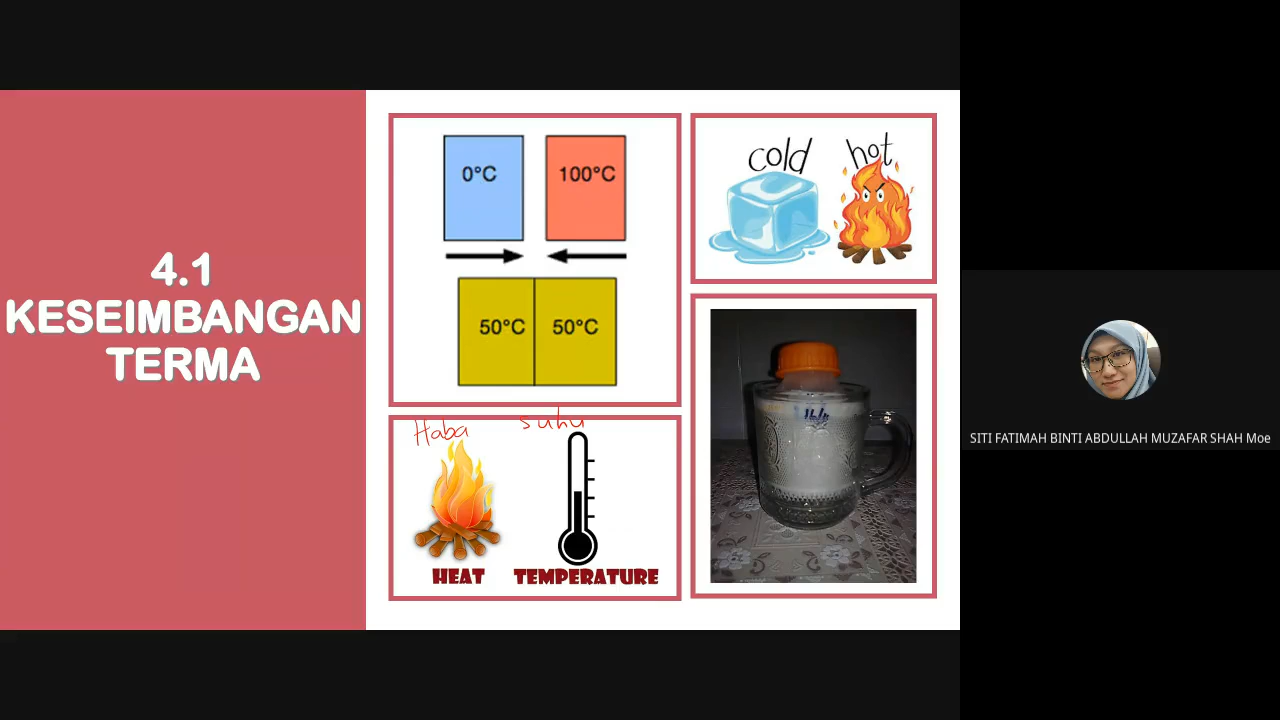 4.1
KESEIMBANGAN
TERMA
0°C
100°C
50°C
50°C
cold
hot
Haba
suhu
HEAT
TEMPERATURE
SITI FATIMAH BINTI ABDULLAH MUZAFAR SHAH Moe